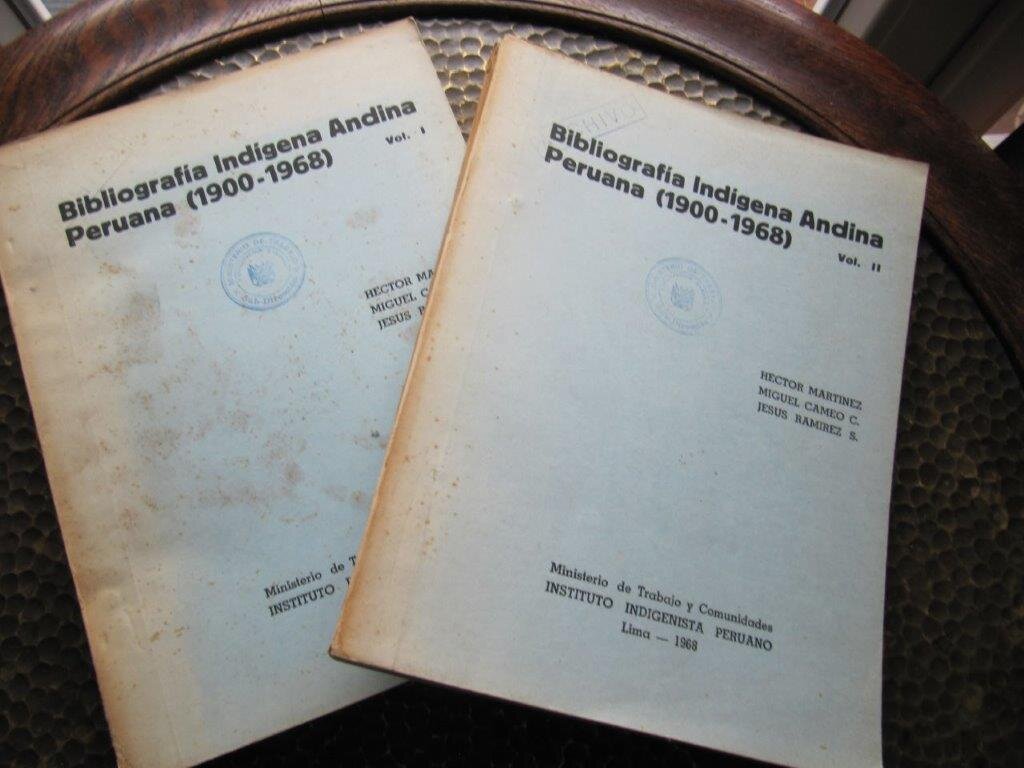 Bibliografía Indígena Andina
Peruana (1900-1968)
Vol. I
HECTOR MA
MIGUEL C
JESUS
Ministerio de T
INSTITUTO
Bibliografía Indígena Andina
Peruana (1900-1968)
Vol. II
HECTOR MARTINEZ
MIGUEL CAMEO C.
JESUS RAMIREZ S.
Ministerio de Trabajo y Comunidades
INSTITUTO INDIGENISTA PERUANO
Lima — 1968